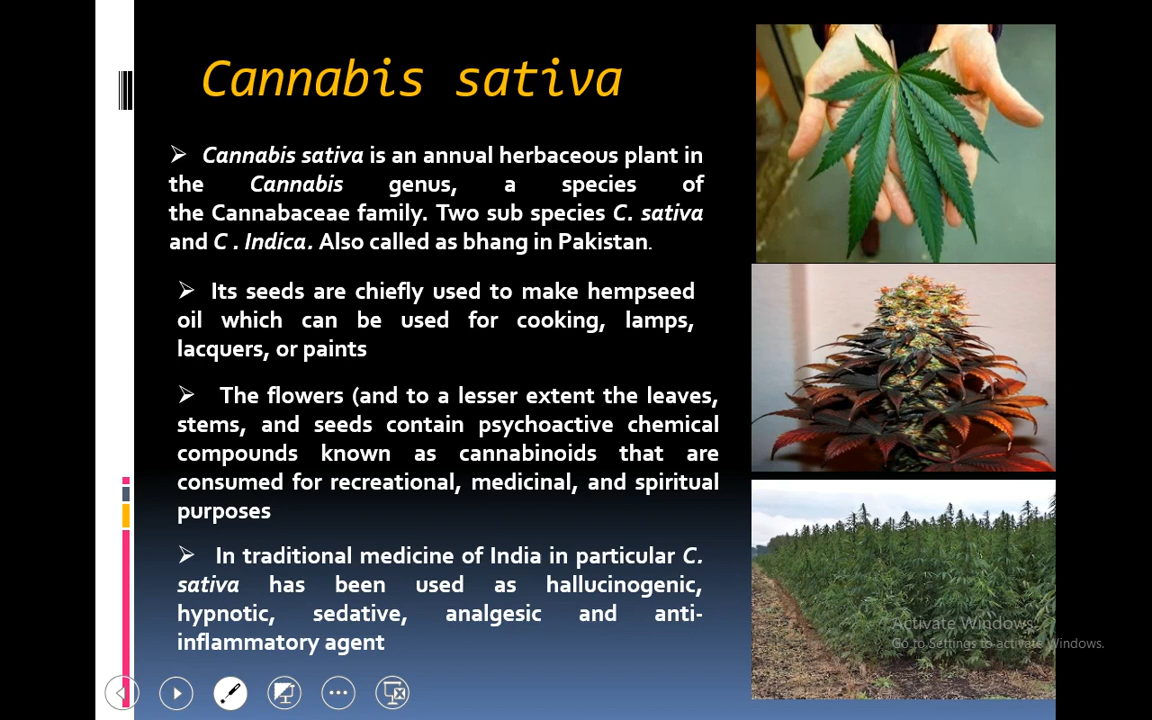 Cannabis sativa
➢ Cannabis sativa is an annual herbaceous plant in
the Cannabis genus, a species of
the Cannabaceae family. Two sub species C. sativa
and C . Indica. Also called as bhang in Pakistan.
➢ Its seeds are chiefly used to make hempseed
oil which can be used for cooking, lamps,
lacquers, or paints
➢ The flowers (and to a lesser extent the leaves,
stems, and seeds contain psychoactive chemical
compounds known as cannabinoids that are
consumed for recreational, medicinal, and spiritual
purposes
➢ In traditional medicine of India in particular C.
sativa has been used as hallucinogenic,
hypnotic, sedative, analgesic and anti-
inflammatory agent
Activate Windows
Go to Settings to activate Windows.